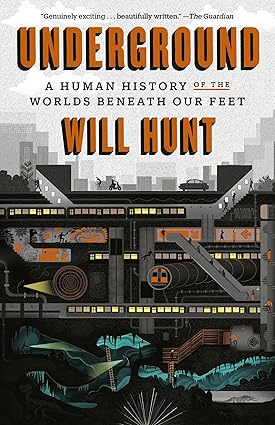 "Genuinely exciting . . . beautifully written." —The Guardian
UNDERGROUND
A HUMAN HISTORY OF THE
WORLDS BENEATH OUR FEET
WILL HUNT